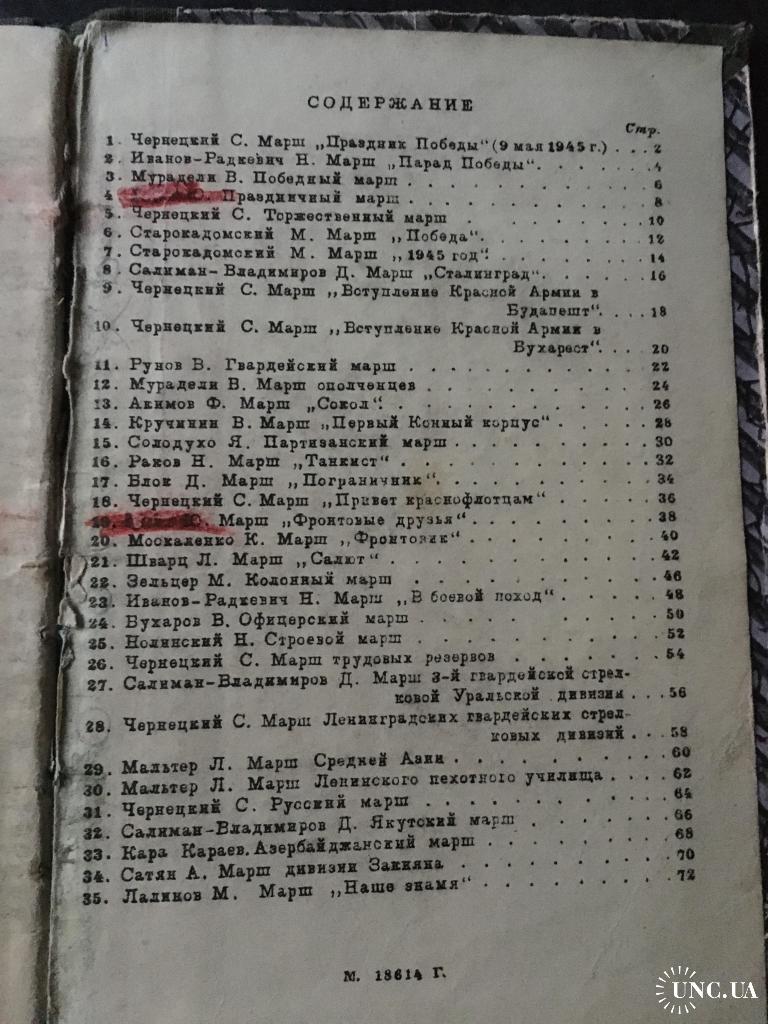 СОДЕРЖАНИЕ
Стр.
1. Чернецкий С. Марш „Праздник Победы" (9 мая 1945 г.) . . . 2
2. Иванов-Радкевич Н. Марш „Парад Победы". . . . . . . 4
3. Мурадели В. Победный марш . . . . . . . . . . . 6
4 Ю. Праздничный марш . . . . . . . . . . . 8
5. Чернецкий С. Торжественный марш . . . . . . . . 10
6. Старокадомский М. Марш „Победа". . . . . . . . . 12
7. Старокадомский М. Марш „1945 год". . . . . . . . 14
8. Салиман-Владимиров Д. Марш „Сталинград". . . . . . 16
9. Чернецкий С. Марш „Вступление Красной Армии в
Будапешт". . . . 18
10. Чернецкий С. Марш „Вступление Красной Армии в
Бухарест". . . . 20
11. Рунов В. Гвардейский марш . . . . . . . . . . . 22
12. Мурадели В. Марш ополченцев . . . . . . . . . . 24
13. Акимов Ф. Марш „Сокол". . . . . . . . . . . . 26
14. Кручинин В. Марш „Первый Конный корпус" . . . . . 28
15. Солодухо Я. Партизанский марш . . . . . . . . . 30
16. Раков Н. Марш „Танкист" . . . . . . . . . . . 32
17. Блок Д. Марш „Пограничник". . . . . . . . . . 34
18. Чернецкий С. Марш „Привет краснофлотцам" . . . . . 36
19. Ю. Марш „Фронтовые друзья" . . . . . . . . 38
20. Москаленко К. Марш „Фронтовик" . . . . . . . . 40
21. Шварц Л. Марш „Салют" . . . . . . . . . . . . 42
22. Зельцер М. Колонный марш . . . . . . . . . . . 46
23. Иванов-Радкевич Н. Марш „В боевой поход" . . . . . 48
24. Бухаров В. Офицерский марш . . . . . . . . . . 50
25. Нолинский Н. Строевой марш . . . . . . . . . . 52
26. Чернецкий С. Марш трудовых резервов . . . . . . . 54
27. Салиман-Владимиров Д. Марш 3-й гвардейской стрел-
ковой Уральской дивизии . . . 56
28. Чернецкий С. Марш Ленинградских гвардейских стрел-
ковых дивизий . . . 58
29. Мальтер Л. Марш Средней Азии . . . . . . . . . 60
30. Мальтер Л. Марш Ленинского пехотного училища . . . . 62
31. Чернецкий С. Русский марш . . . . . . . . . . . 64
32. Салиман-Владимиров Д. Якутский марш . . . . . . . 66
33. Кара Караев. Азербайджанский марш . . . . . . . . 68
34. Сатян А. Марш дивизии Закияна . . . . . . . . . 70
35. Лалинов М. Марш „Наше знамя" . . . . . . . . . 72
М. 18614 Г.
UNC.UA